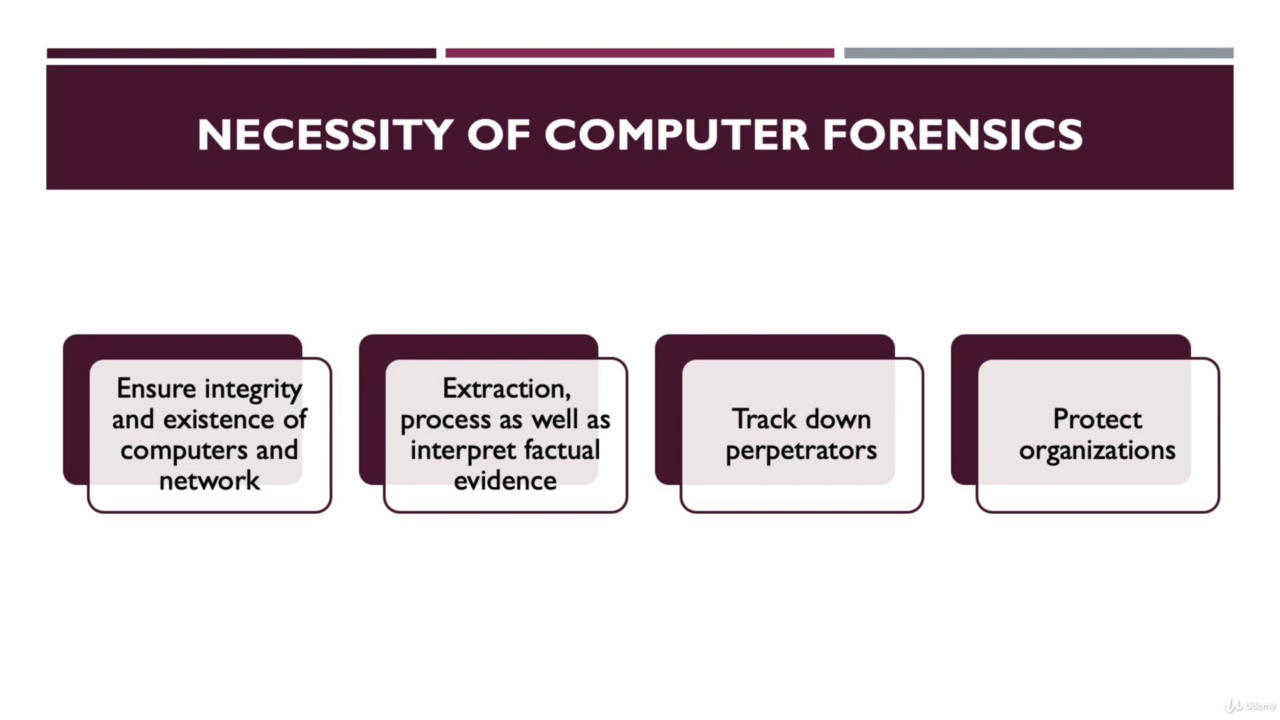 NECESSITY OF COMPUTER FORENSICS
Ensure integrity
and existence of
computers and
network
Extraction,
process as well as
interpret factual
evidence
Track down
perpetrators
Protect
organizations
Udemy